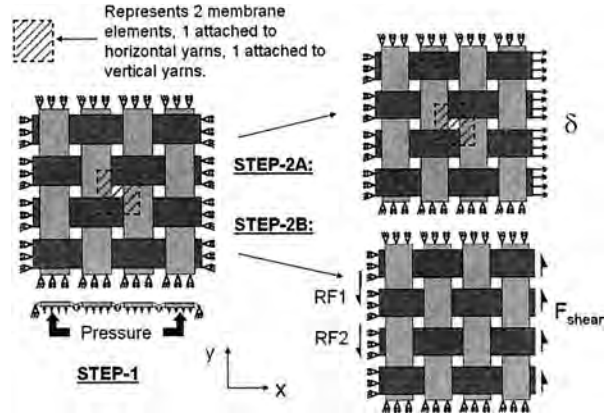 Represents 2 membrane
elements, 1 attached to
horizontal yarns, 1 attached to
vertical yarns.
STEP-2A:
δ
STEP-2B:
RF1
RF2
Fshear
Pressure
STEP-1
y
x